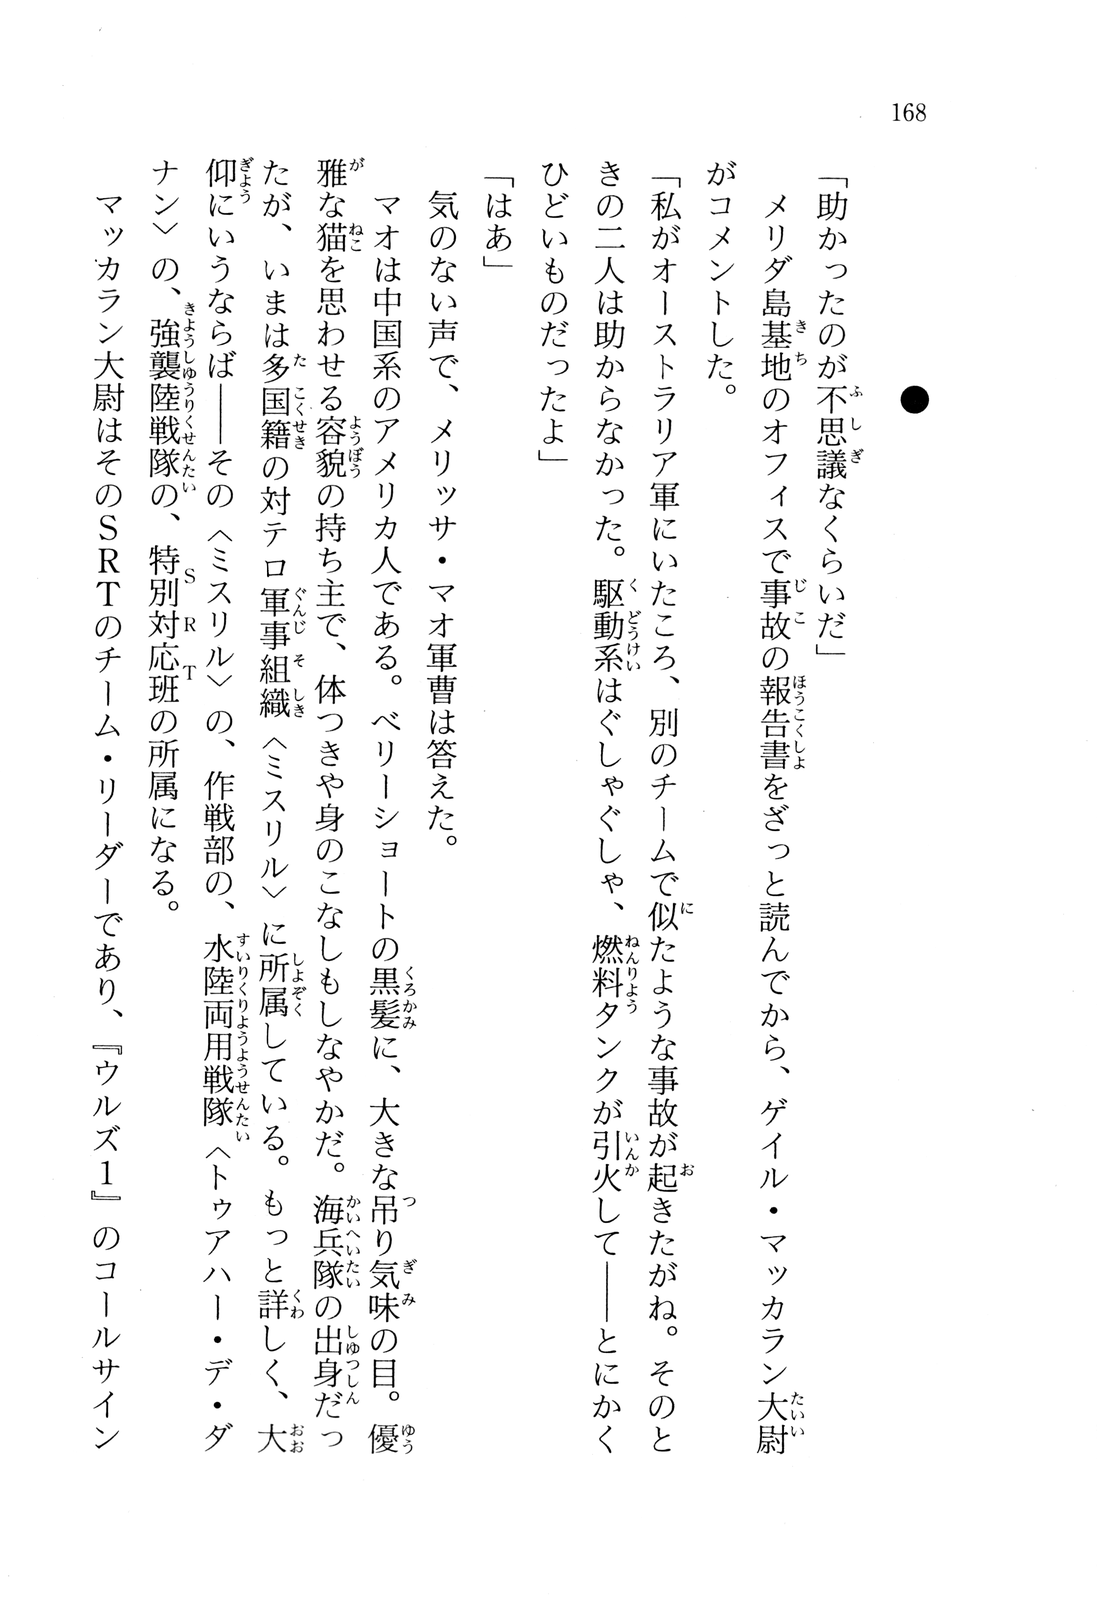 168
●
「助かったのが不思議なくらいだ」
　メリダ島基地のオフィスで事故の報告書をざっと読んでから、ゲイル・マッカラン大尉
がコメントした。
「私がオーストラリア軍にいたころ、別のチームで似たような事故が起きたがね。そのと
きの二人は助からなかった。駆動系はぐしゃぐしゃ、燃料タンクが引火して――とにかく
ひどいものだったよ」
「はあ」
　気のない声で、メリッサ・マオ軍曹は答えた。
　マオは中国系のアメリカ人である。ベリーショートの黒髪に、大きな吊り気味の目。優
雅な猫を思わせる容貌の持ち主で、体つきや身のこなしもしなやかだ。海兵隊の出身だっ
たが、いまは多国籍の対テロ軍事組織〈ミスリル〉に所属している。もっと詳しく、大
仰にいうならば――その〈ミスリル〉の、作戦部の、水陸両用戦隊〈トゥアハー・デ・ダ
ナン〉の、強襲陸戦隊の、特別対応班の所属になる。
　マッカラン大尉はそのSRTのチーム・リーダーであり、『ウルズ1』のコールサイン